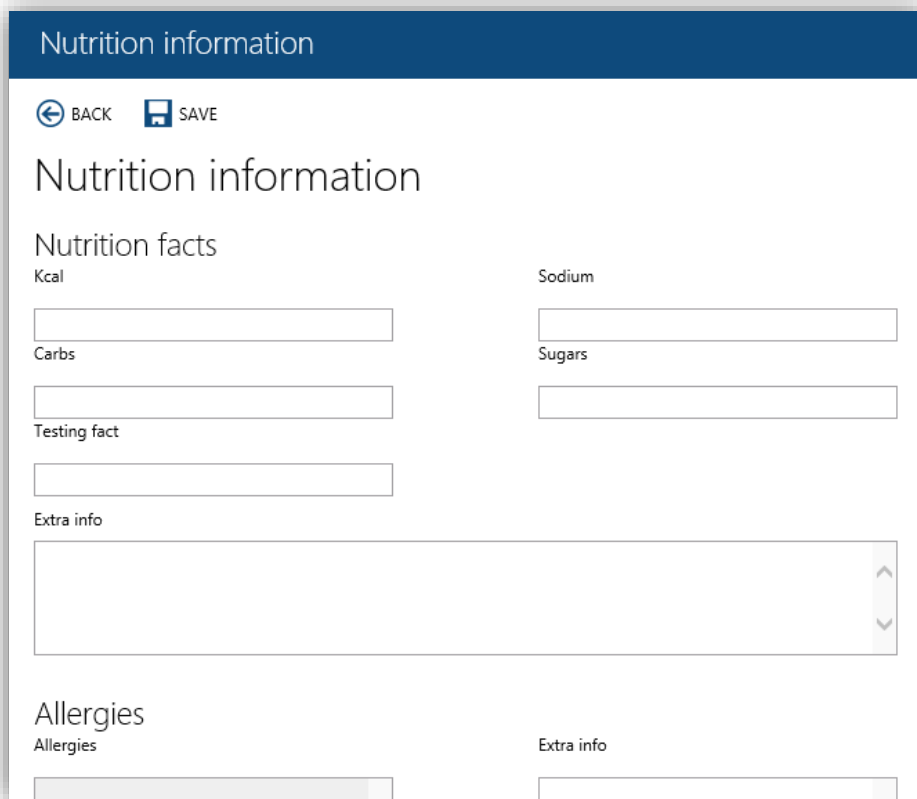 Nutrition information
BACK SAVE
Nutrition information
Nutrition facts
Kcal Sodium
Carbs Sugars
Testing fact
Extra info
Allergies
Allergies Extra info